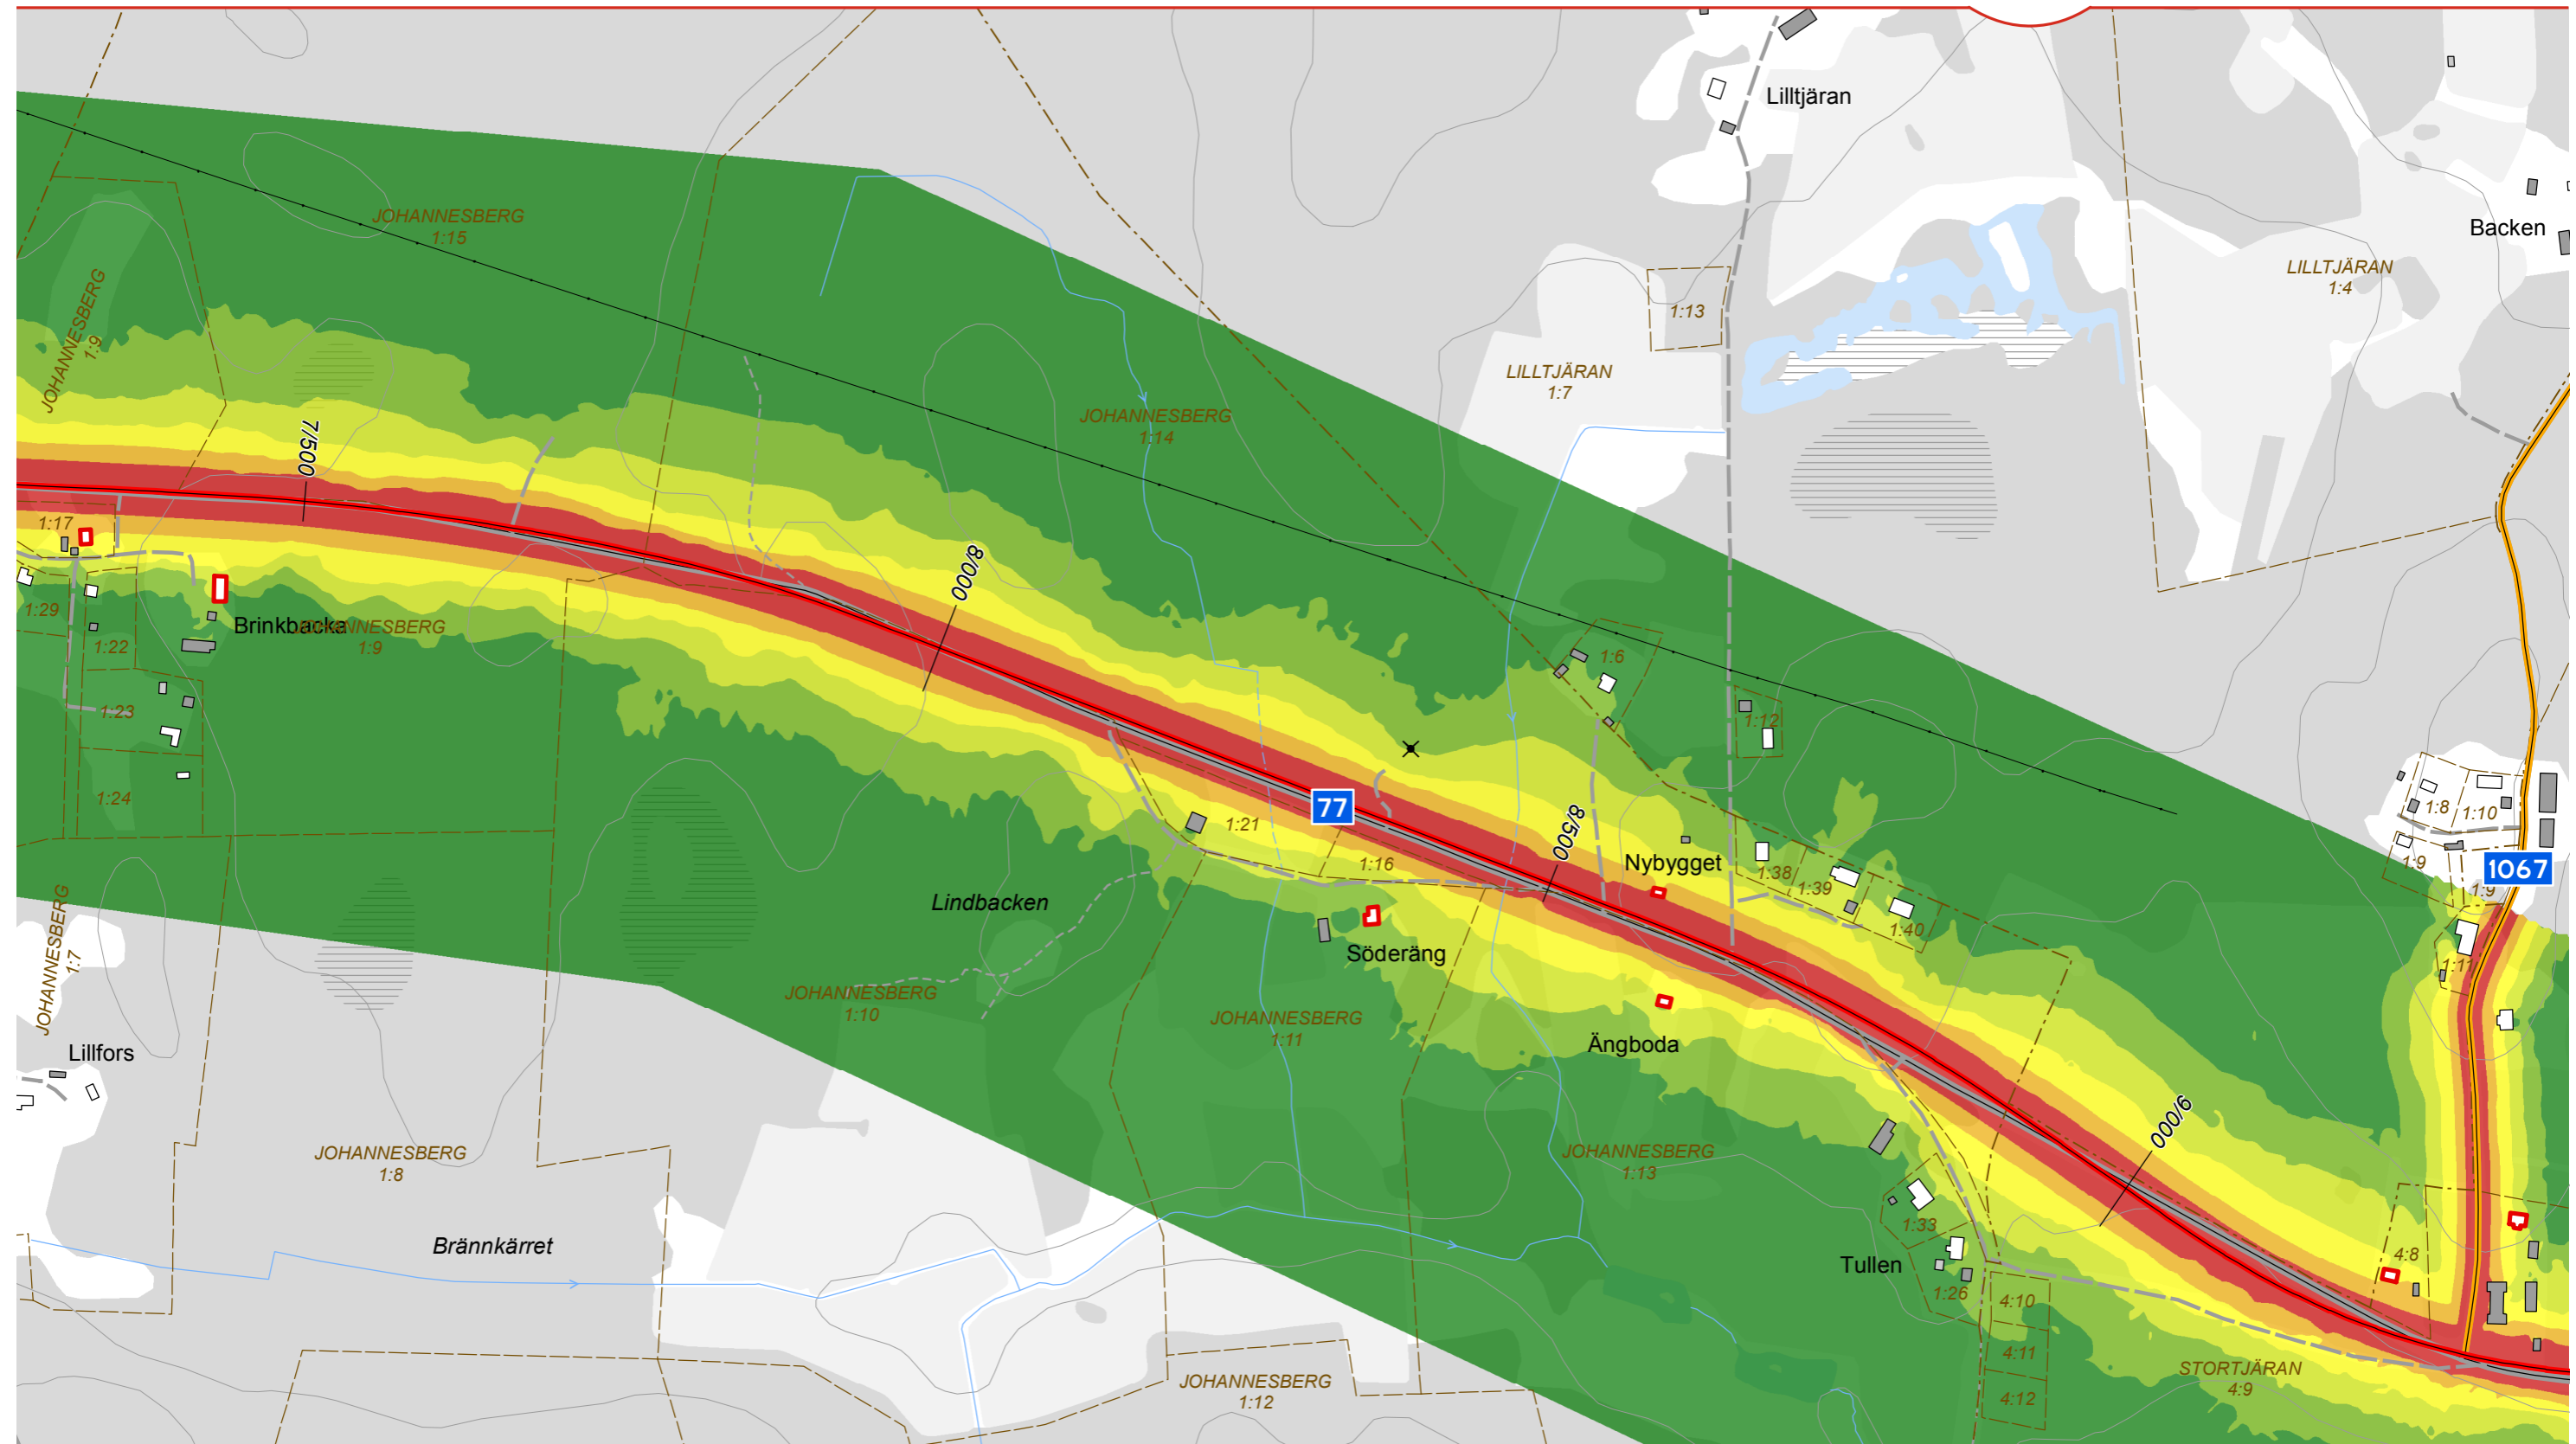 Lilltjäran
Backen
JOHANNESBERG
1:15
LILLTJÄRAN
1:4
1:13
JOHANNESBERG
1:9
LILLTJÄRAN
1:7
JOHANNESBERG
1:14
7/500
8/000
1:17
1:29
1:22
Brinkbacka
JOHANNESBERG
1:9
1:6
1:23
1:12
1:24
77
1:21
8/500
1:16
Nybygget
1:38
1:39
1:40
1:8
1:10
1:9
1067
1:9
1:11
Lindbacken
Söderäng
JOHANNESBERG
1:7
JOHANNESBERG
1:10
JOHANNESBERG
1:11
Ängboda
Lillfors
JOHANNESBERG
1:8
JOHANNESBERG
1:13
9/000
1:33
Brännkärret
Tullen
1:26
4:8
4:10
4:11
4:12
JOHANNESBERG
1:12
STORTJÄRAN
4:9